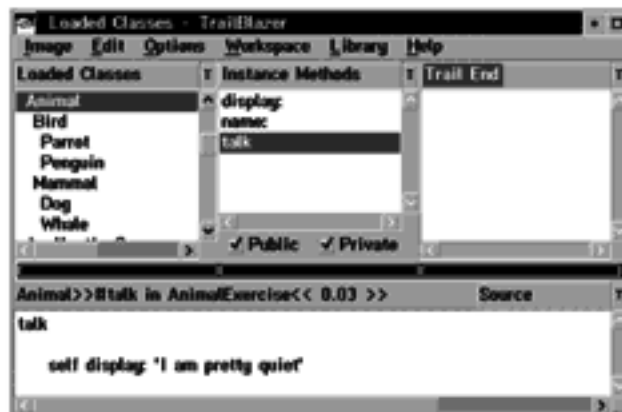 Loaded Classes - TrailBlazer
Image Edit Options Workspace Library Help
Loaded Classes T Instance Methods T Trail End T
Animal
Bird
Parrot
Penguin
Mammal
Dog
Whale
display:
name:
talk
✓ Public ✓ Private
Animal>>#talk in AnimalExercise<< 0.03 >> Source T
talk
self display: 'I am pretty quiet'